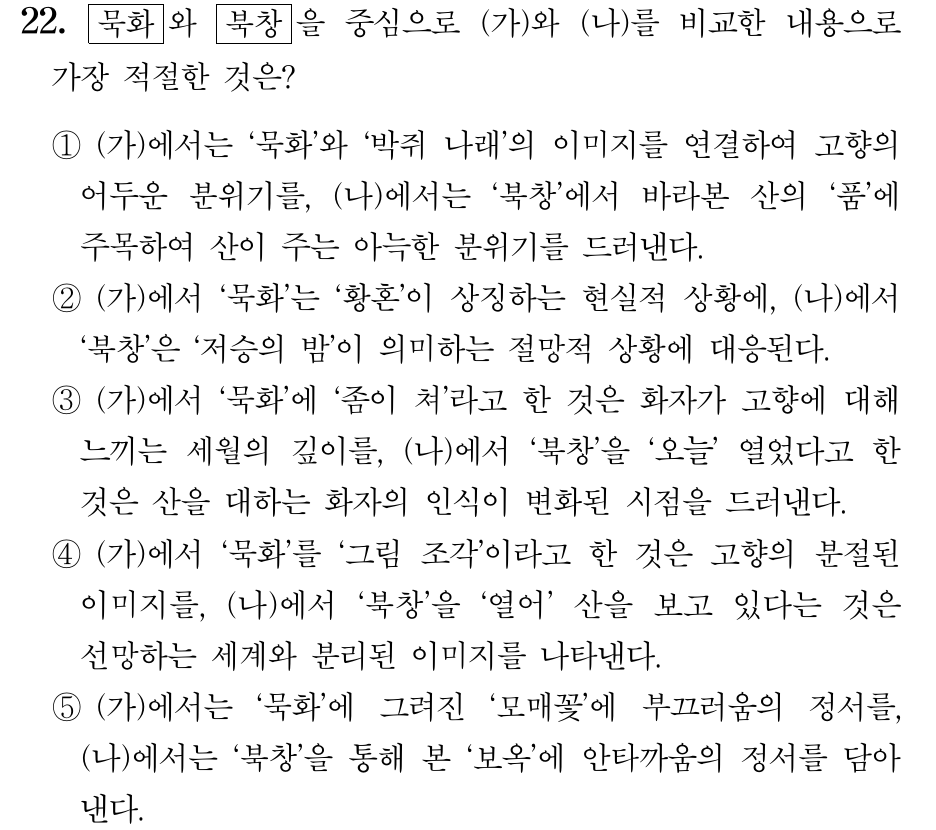 22. 묵화 와 북창 을 중심으로 (가)와 (나)를 비교한 내용으로
가장 적절한 것은?
① (가)에서는 ‘묵화’와 ‘박쥐 나래’의 이미지를 연결하여 고향의
어두운 분위기를, (나)에서는 ‘북창’에서 바라본 산의 ‘품’에
주목하여 산이 주는 아늑한 분위기를 드러낸다.
② (가)에서 ‘묵화’는 ‘황혼’이 상징하는 현실적 상황에, (나)에서
‘북창’은 ‘저승의 밤’이 의미하는 절망적 상황에 대응된다.
③ (가)에서 ‘묵화’에 ‘좀이 쳐’라고 한 것은 화자가 고향에 대해
느끼는 세월의 깊이를, (나)에서 ‘북창’을 ‘오늘’ 열었다고 한
것은 산을 대하는 화자의 인식이 변화된 시점을 드러낸다.
④ (가)에서 ‘묵화’를 ‘그림 조각’이라고 한 것은 고향의 분절된
이미지를, (나)에서 ‘북창’을 ‘열어’ 산을 보고 있다는 것은
선망하는 세계와 분리된 이미지를 나타낸다.
⑤ (가)에서는 ‘묵화’에 그려진 ‘모매꽃’에 부끄러움의 정서를,
(나)에서는 ‘북창’을 통해 본 ‘보옥’에 안타까움의 정서를 담아
낸다.